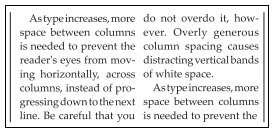 As type increases, more
space between columns
is needed to prevent the
reader's eyes from mov-
ing horizontally, across
columns, instead of pro-
gressing down to the next
line. Be careful that you
do not overdo it, how-
ever. Overly generous
column spacing causes
distracting vertical bands
of white space.
As type increases, more
space between columns
is needed to prevent the